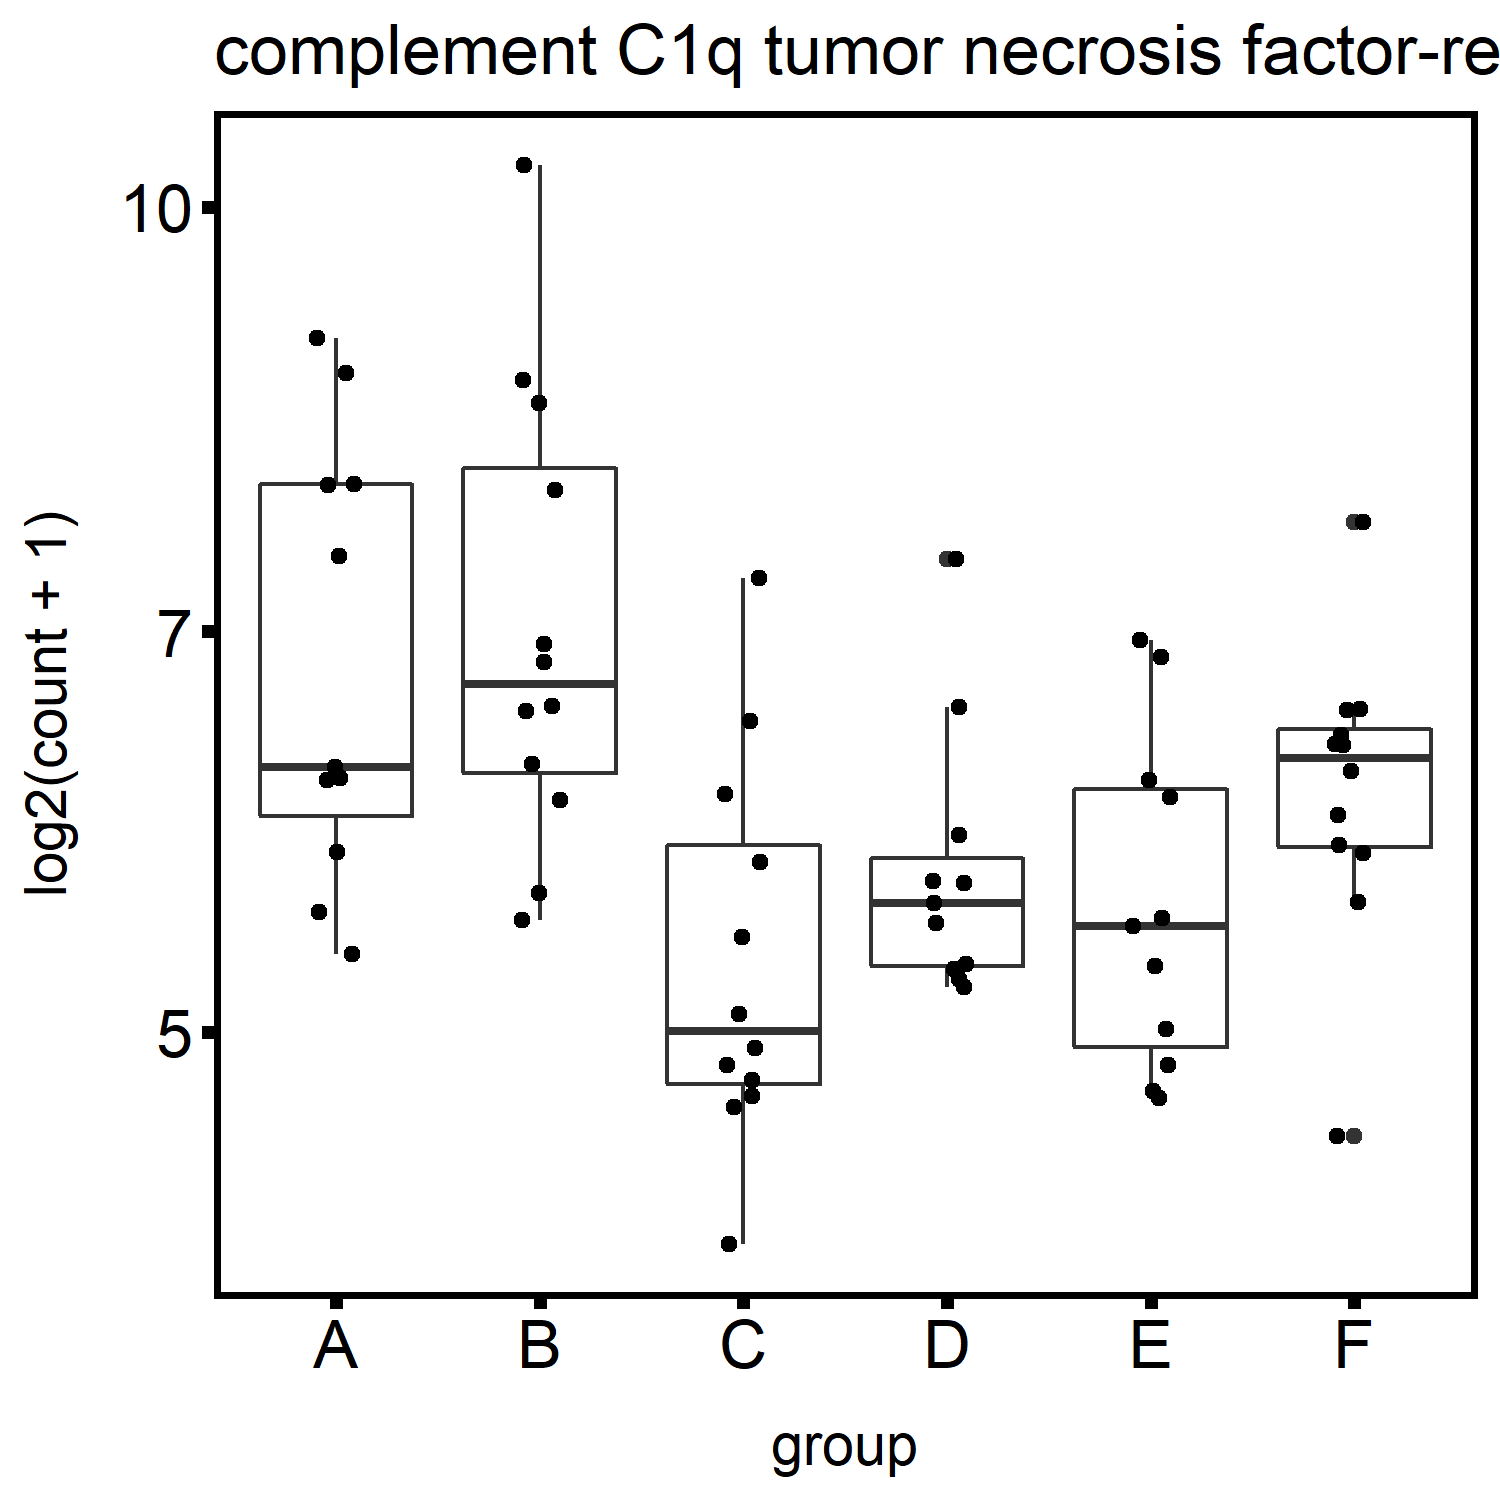 complement C1q tumor necrosis factor-re
10
7
5
log2(count + 1)
A B C D E F
group